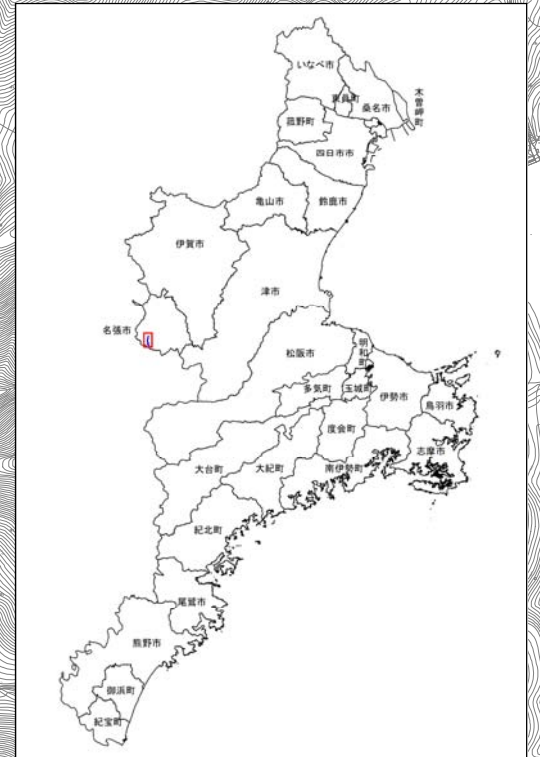 いなべ市
東員町
桑名市
木曽岬町
菰野町
四日市市
亀山市
鈴鹿市
伊賀市
津市
名張市
松阪市
明和町
多気町
玉城町
伊勢市
鳥羽市
度会町
志摩市
大台町
大紀町
南伊勢町
紀北町
尾鷲市
熊野市
御浜町
紀宝町